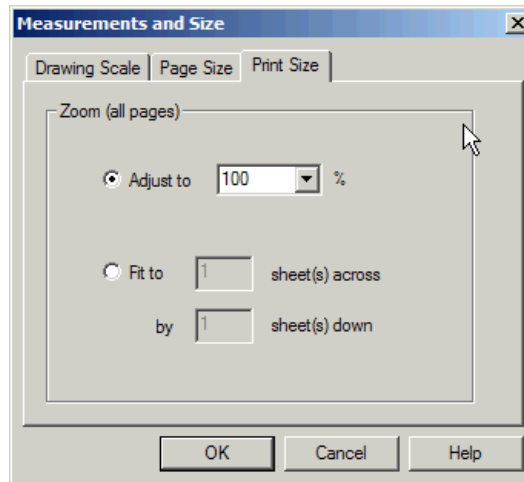 Measurements and Size
Drawing Scale Page Size Print Size
Zoom (all pages)
Adjust to 100 %
Fit to 1 sheet(s) across
by 1 sheet(s) down
OK Cancel Help